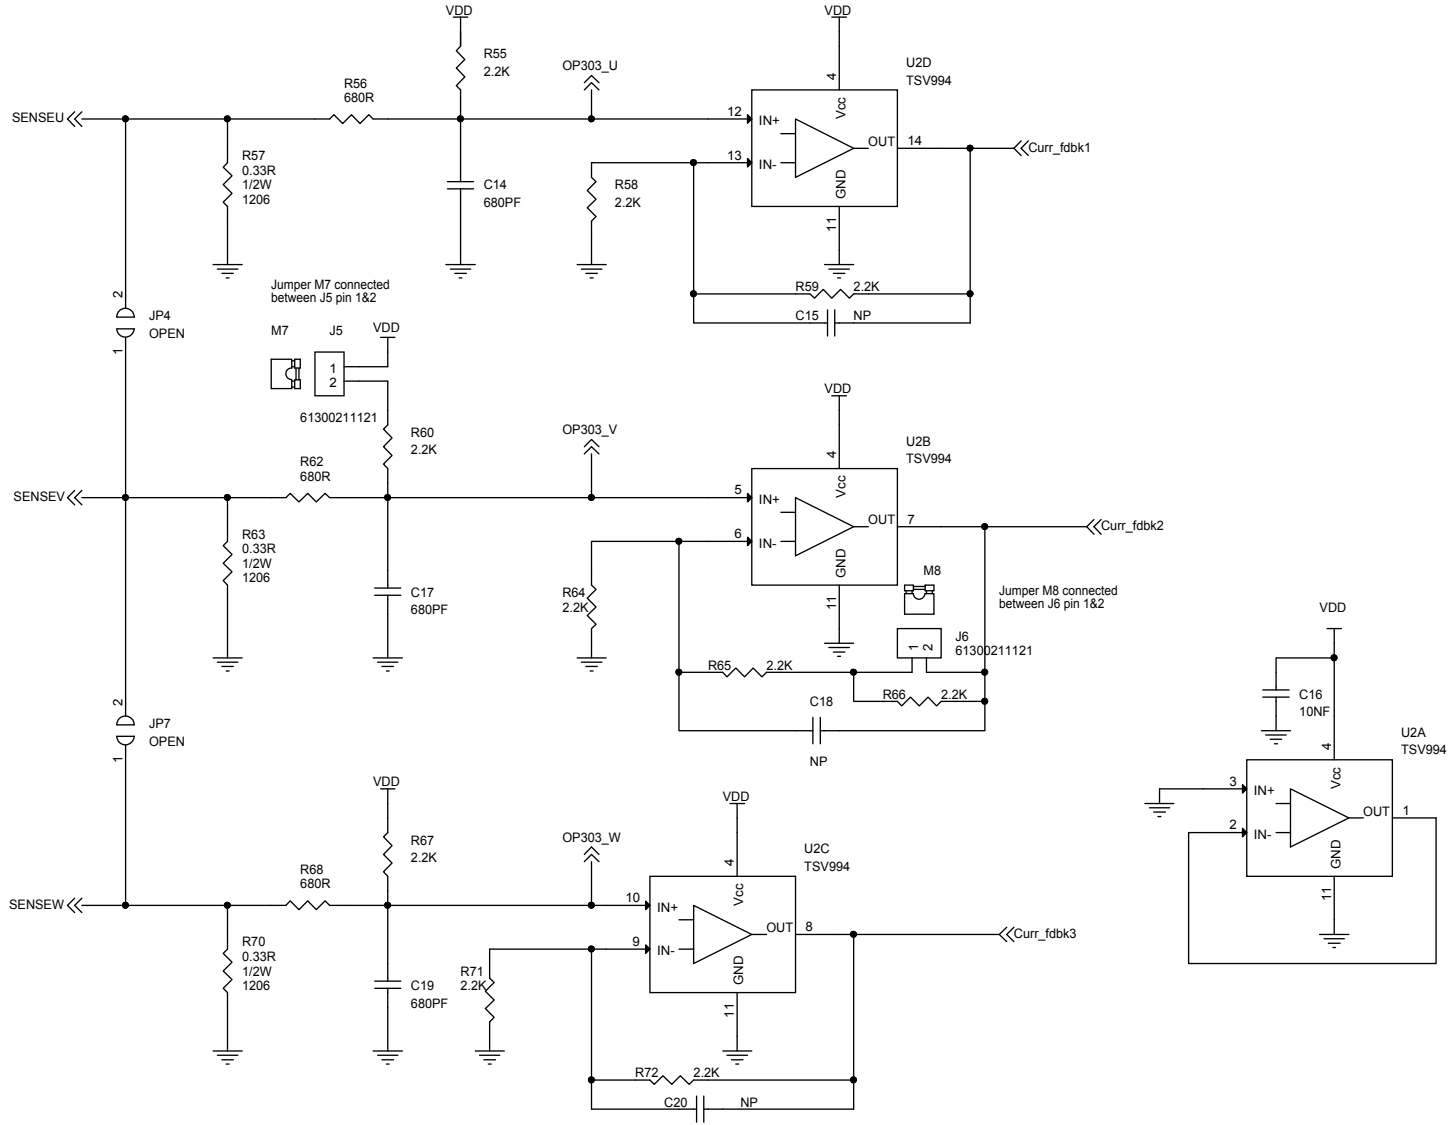 VDD
R55
2.2K
R56
680R
SENSEU
R57
0.33R
1/2W
1206
C14
680PF
OP303_U
R58
2.2K
VDD
U2D
TSV994
4
Vcc
12
IN+
13
IN-
OUT
14
GND
11
Curr_fdbk1
R59
2.2K
C15
NP
2
JP4
OPEN
1
Jumper M7 connected
between J5 pin 1&2
M7
J5
VDD
1
2
61300211121
R60
2.2K
R62
680R
SENSEV
R63
0.33R
1/2W
1206
C17
680PF
OP303_V
R64
2.2K
VDD
U2B
TSV994
4
Vcc
5
IN+
6
IN-
OUT
7
GND
11
Curr_fdbk2
M8
Jumper M8 connected
between J6 pin 1&2
J6
61300211121
1
2
R65
2.2K
R66
2.2K
C18
NP
2
JP7
OPEN
1
VDD
R67
2.2K
R68
680R
SENSEW
R70
0.33R
1/2W
1206
C19
680PF
OP303_W
R71
2.2K
VDD
U2C
TSV994
4
Vcc
10
IN+
9
IN-
OUT
8
GND
11
Curr_fdbk3
R72
2.2K
C20
NP
VDD
C16
10NF
U2A
TSV994
4
Vcc
3
IN+
2
IN-
OUT
1
GND
11